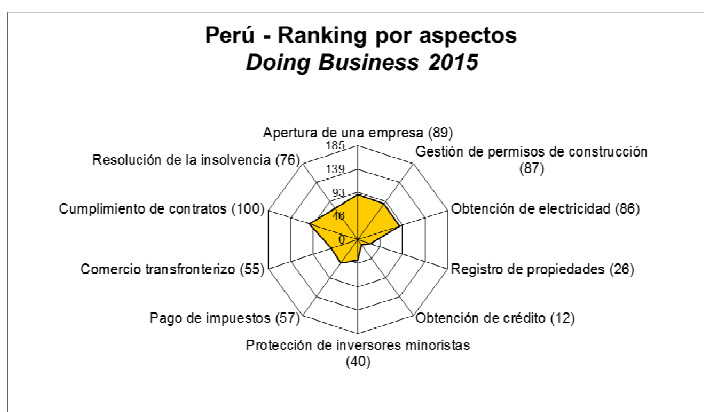 Perú - Ranking por aspectos
Doing Business 2015
Apertura de una empresa (89)
185
Gestión de permisos de construcción
(87)
Resolución de la insolvencia (76)
139
93
Cumplimiento de contratos (100)
46
Obtención de electricidad (86)
0
Comercio transfronterizo (55)
Registro de propiedades (26)
Pago de impuestos (57)
Obtención de crédito (12)
Protección de inversores minoristas
(40)